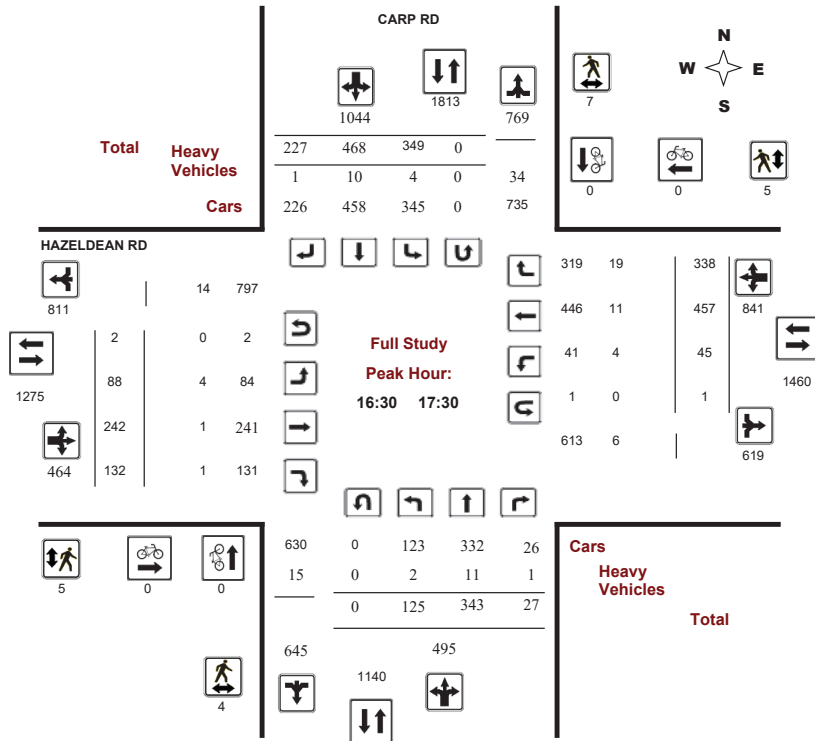 CARP RD
N
W E
S
1813
7
1044 769
Total Heavy
Vehicles
227 468 349 0
1 10 4 0 34
Cars 226 458 345 0 735
0 0 5
HAZELDEAN RD
811 14 797
319 19 338
841
2 0 2
446 11 457
Full Study
Peak Hour:
16:30 17:30
1275 88 4 84
41 4 45
1460
242 1 241
1 0 1
464 132 1 131
613 6 619
630 0 123 332 26
15 0 2 11 1
0 125 343 27
Cars
Heavy
Vehicles
Total
5 0 0
645 495
1140
4